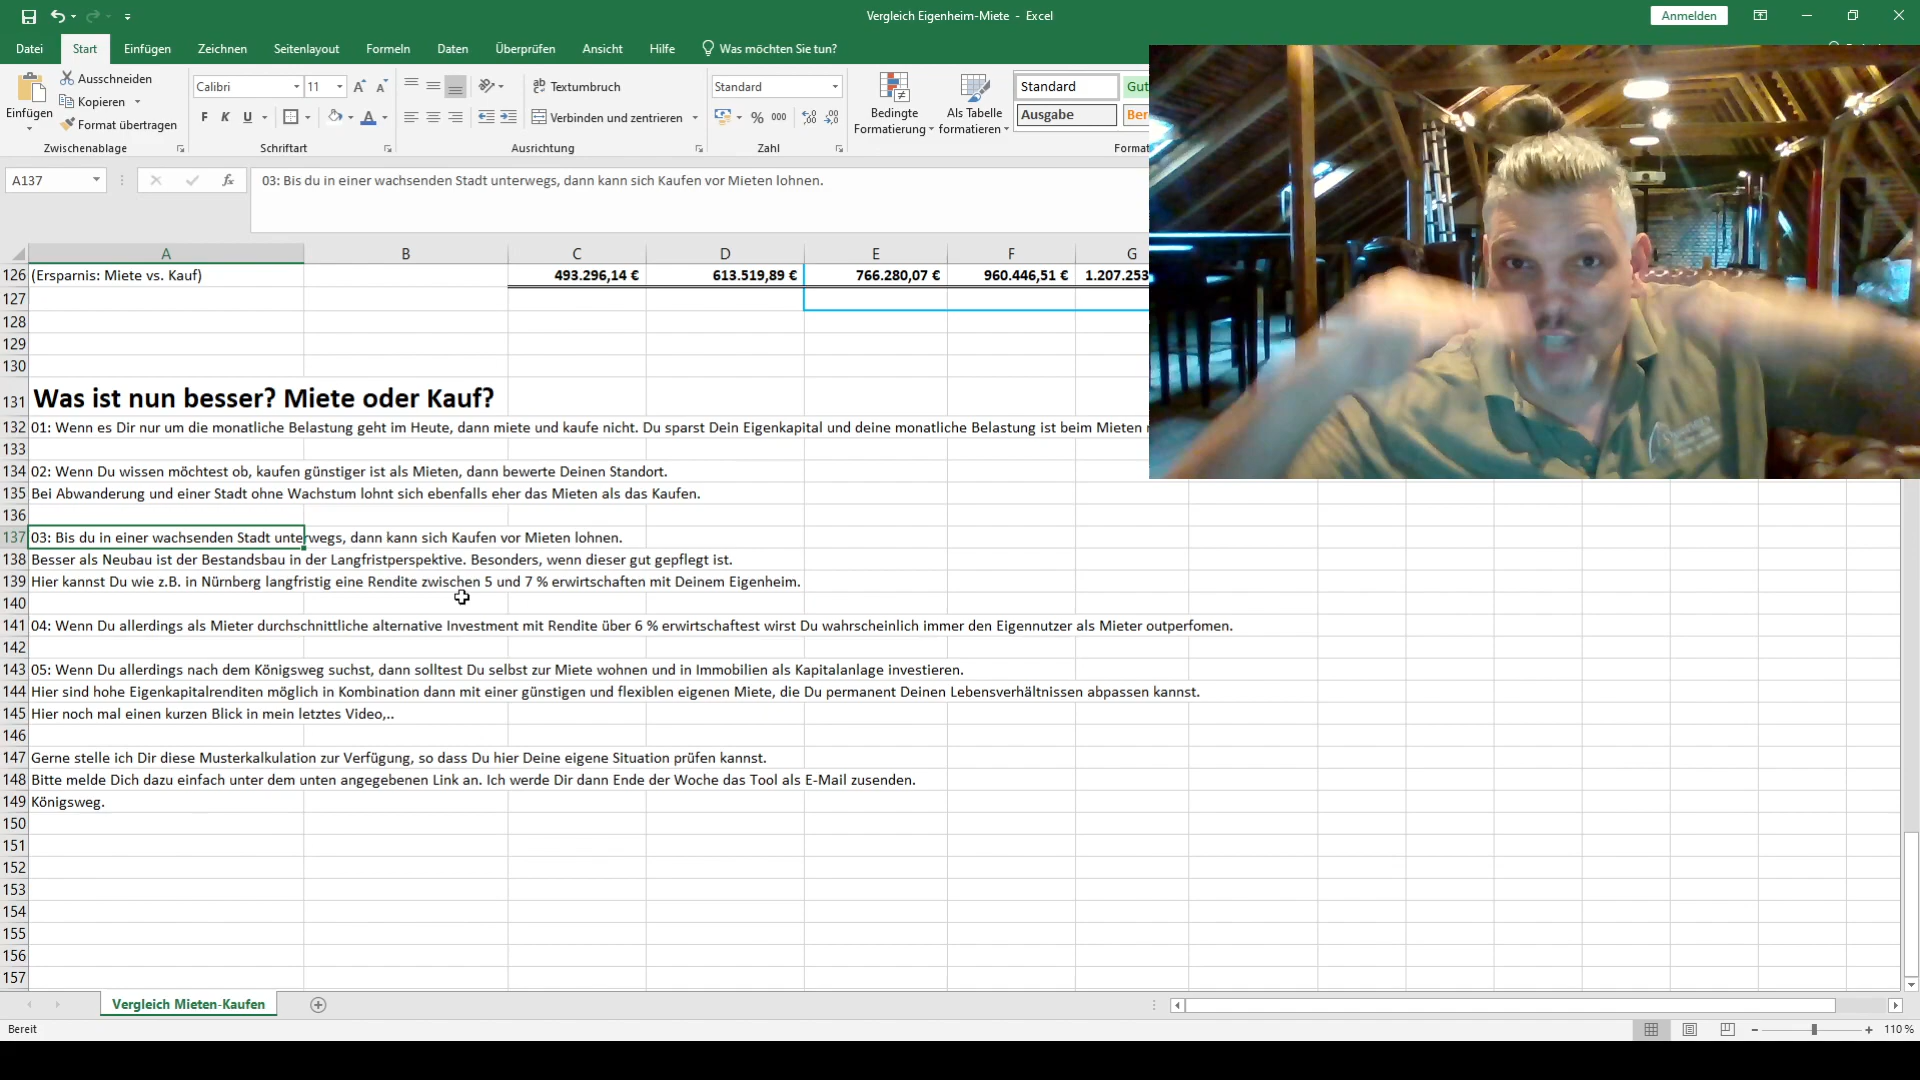 Vergleich Eigenheim-Miete - Excel
Anmelden
Datei Start Einfügen Zeichnen Seitenlayout Formeln Daten Überprüfen Ansicht Hilfe Was möchten Sie tun?
Einfügen
Ausschneiden
Kopieren
Format übertragen
Zwischenablage
Calibri 11
F K U
Schriftart
Textumbruch
Verbinden und zentrieren
Ausrichtung
Standard
% 000
Zahl
Bedingte Formatierung
Als Tabelle formatieren
Standard Gut
Ausgabe Ber
Format
A137
fx
03: Bis du in einer wachsenden Stadt unterwegs, dann kann sich Kaufen vor Mieten lohnen.
A B C D E F G
126 (Ersparnis: Miete vs. Kauf) 493.296,14 € 613.519,89 € 766.280,07 € 960.446,51 € 1.207.253
127
128
129
130
131 Was ist nun besser? Miete oder Kauf?
132 01: Wenn es Dir nur um die monatliche Belastung geht im Heute, dann miete und kaufe nicht. Du sparst Dein Eigenkapital und deine monatliche Belastung ist beim Mieten
133
134 02: Wenn Du wissen möchtest ob, kaufen günstiger ist als Mieten, dann bewerte Deinen Standort.
135 Bei Abwanderung und einer Stadt ohne Wachstum lohnt sich ebenfalls eher das Mieten als das Kaufen.
136
137 03: Bis du in einer wachsenden Stadt unterwegs, dann kann sich Kaufen vor Mieten lohnen.
138 Besser als Neubau ist der Bestandsbau in der Langfristperspektive. Besonders, wenn dieser gut gepflegt ist.
139 Hier kannst Du wie z.B. in Nürnberg langfristig eine Rendite zwischen 5 und 7 % erwirtschaften mit Deinem Eigenheim.
140
141 04: Wenn Du allerdings als Mieter durchschnittliche alternative Investment mit Rendite über 6 % erwirtschaftest wirst Du wahrscheinlich immer den Eigennutzer als Mieter outperfomen.
142
143 05: Wenn Du allerdings nach dem Königsweg suchst, dann solltest Du selbst zur Miete wohnen und in Immobilien als Kapitalanlage investieren.
144 Hier sind hohe Eigenkapitalrenditen möglich in Kombination dann mit einer günstigen und flexiblen eigenen Miete, die Du permanent Deinen Lebensverhältnissen abpassen kannst.
145 Hier noch mal einen kurzen Blick in mein letztes Video,..
146
147 Gerne stelle ich Dir diese Musterkalkulation zur Verfügung, so dass Du hier Deine eigene Situation prüfen kannst.
148 Bitte melde Dich dazu einfach unter dem unten angegebenen Link an. Ich werde Dir dann Ende der Woche das Tool als E-Mail zusenden.
149 Königsweg.
150
151
152
153
154
155
156
157
Vergleich Mieten-Kaufen
Bereit
110 %